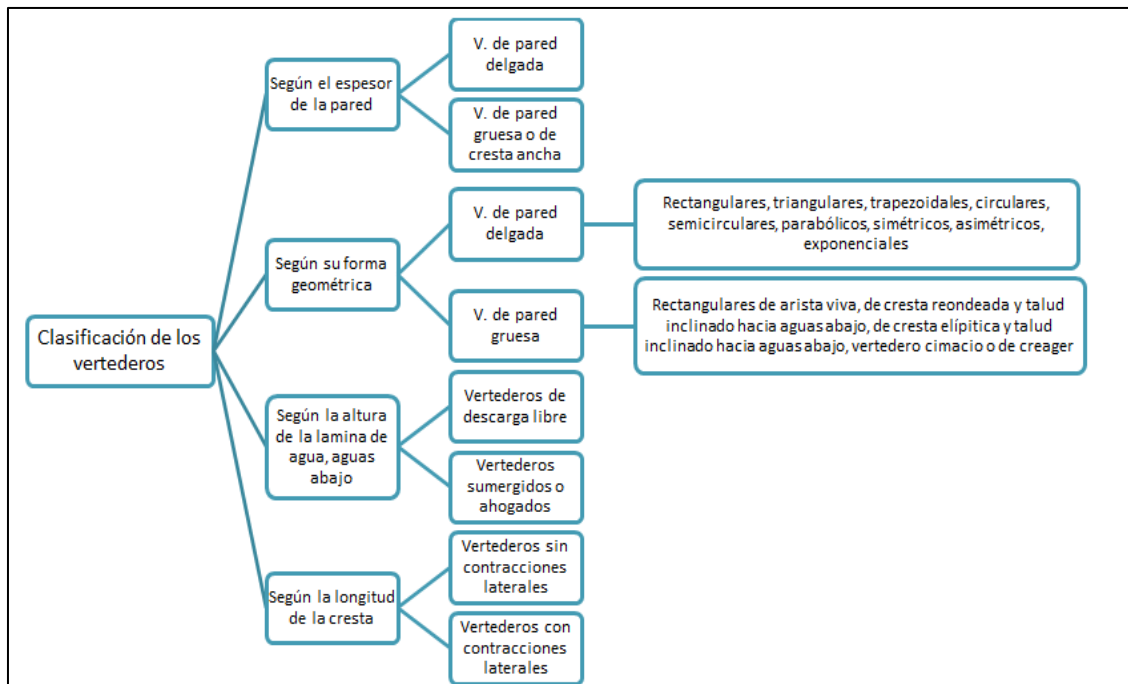 Clasificación de los
vertederos
Según el espesor
de la pared
V. de pared
delgada
V. de pared
gruesa o de
cresta ancha
Según su forma
geométrica
V. de pared
delgada
Rectangulares, triangulares, trapezoidales, circulares,
semicirculares, parabólicos, simétricos, asimétricos,
exponenciales
V. de pared
gruesa
Rectangulares de arista viva, de cresta reondeada y talud
inclinado hacia aguas abajo, de cresta elípitica y talud
inclinado hacia aguas abajo, vertedero cimacio o de creager
Según la altura
de la lamina de
agua, aguas
abajo
Vertederos de
descarga libre
Vertederos
sumergidos o
ahogados
Según la longitud
de la cresta
Vertederos sin
contracciones
laterales
Vertederos con
contracciones
laterales